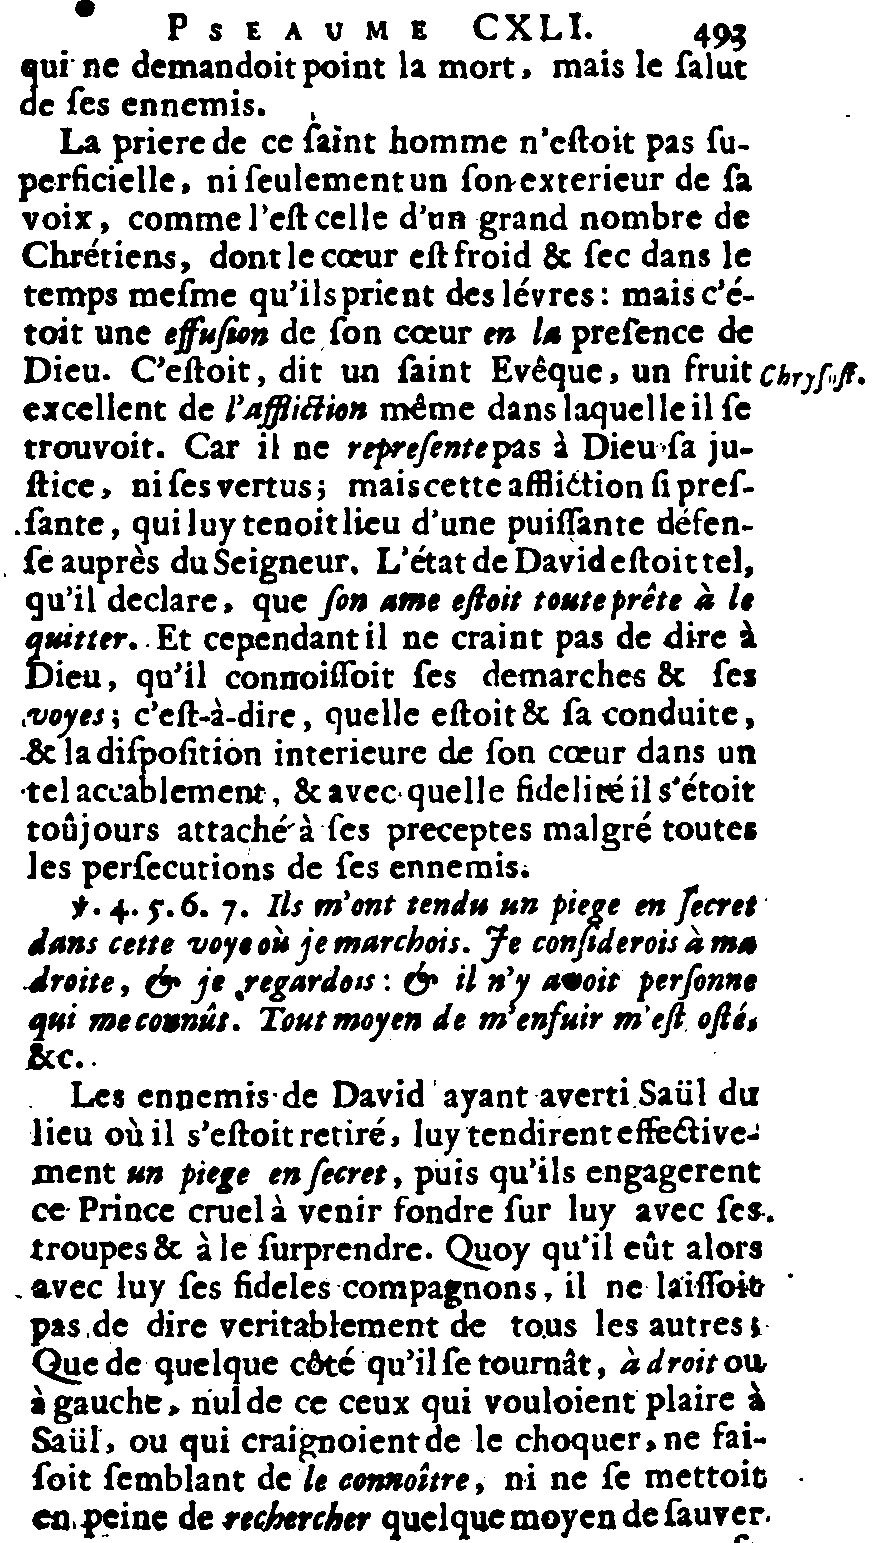 PSEAUME CXLI. 493
qui ne demandoit point la mort, mais le ſalut
de ſes ennemis.
La priere de ce ſaint homme n'eſtoit pas ſu-
perficielle, ni ſeulement un ſon exterieur de ſa
voix, comme l'eſt celle d'un grand nombre de
Chrétiens, dont le cœur eſt froid & ſec dans le
temps meſme qu'ils prient des lévres : mais c'é-
toit une effuſion de ſon cœur en la preſence de
Dieu. C'eſtoit, dit un ſaint Evêque, un fruit Chryſoſt.
excellent de l'affliction même dans laquelle il ſe
trouvoit. Car il ne repreſente pas à Dieu ſa ju-
ſtice, ni ſes vertus ; mais cette affliction ſi preſ-
ſante, qui luy tenoit lieu d'une puiſſante défen-
ſe auprès du Seigneur. L'état de David eſtoit tel,
qu'il declare, que ſon ame eſtoit toute prête à le
quitter. Et cependant il ne craint pas de dire à
Dieu, qu'il connoiſſoit ſes demarches & ſes
voyes ; c'eſt-à-dire, quelle eſtoit & ſa conduite,
& la diſpoſition interieure de ſon cœur dans un
tel accablement, & avec quelle fidelité il s'étoit
toûjours attaché à ſes preceptes malgré toutes
les perſecutions de ſes ennemis.
℣. 4. 5. 6. 7. Ils m'ont tendu un piege en ſecret
dans cette voye où je marchois. Je conſiderois à ma
droite, & je regardois : & il n'y avoit perſonne
qui me connût. Tout moyen de m'enfuir m'eſt oſté,
&c.
Les ennemis de David ayant averti Saül du
lieu où il s'eſtoit retiré, luy tendirent effective-
ment un piege en ſecret, puis qu'ils engagerent
ce Prince cruel à venir fondre ſur luy avec ſes
troupes & à le ſurprendre. Quoy qu'il eût alors
avec luy ſes fideles compagnons, il ne laiſſoit
pas de dire veritablement de tous les autres ;
Que de quelque côté qu'il ſe tournât, à droit ou
à gauche, nul de ce ceux qui vouloient plaire à
Saül, ou qui craignoient de le choquer, ne fai-
ſoit ſemblant de le connoître, ni ne ſe mettoit
en peine de rechercher quelque moyen de ſauver